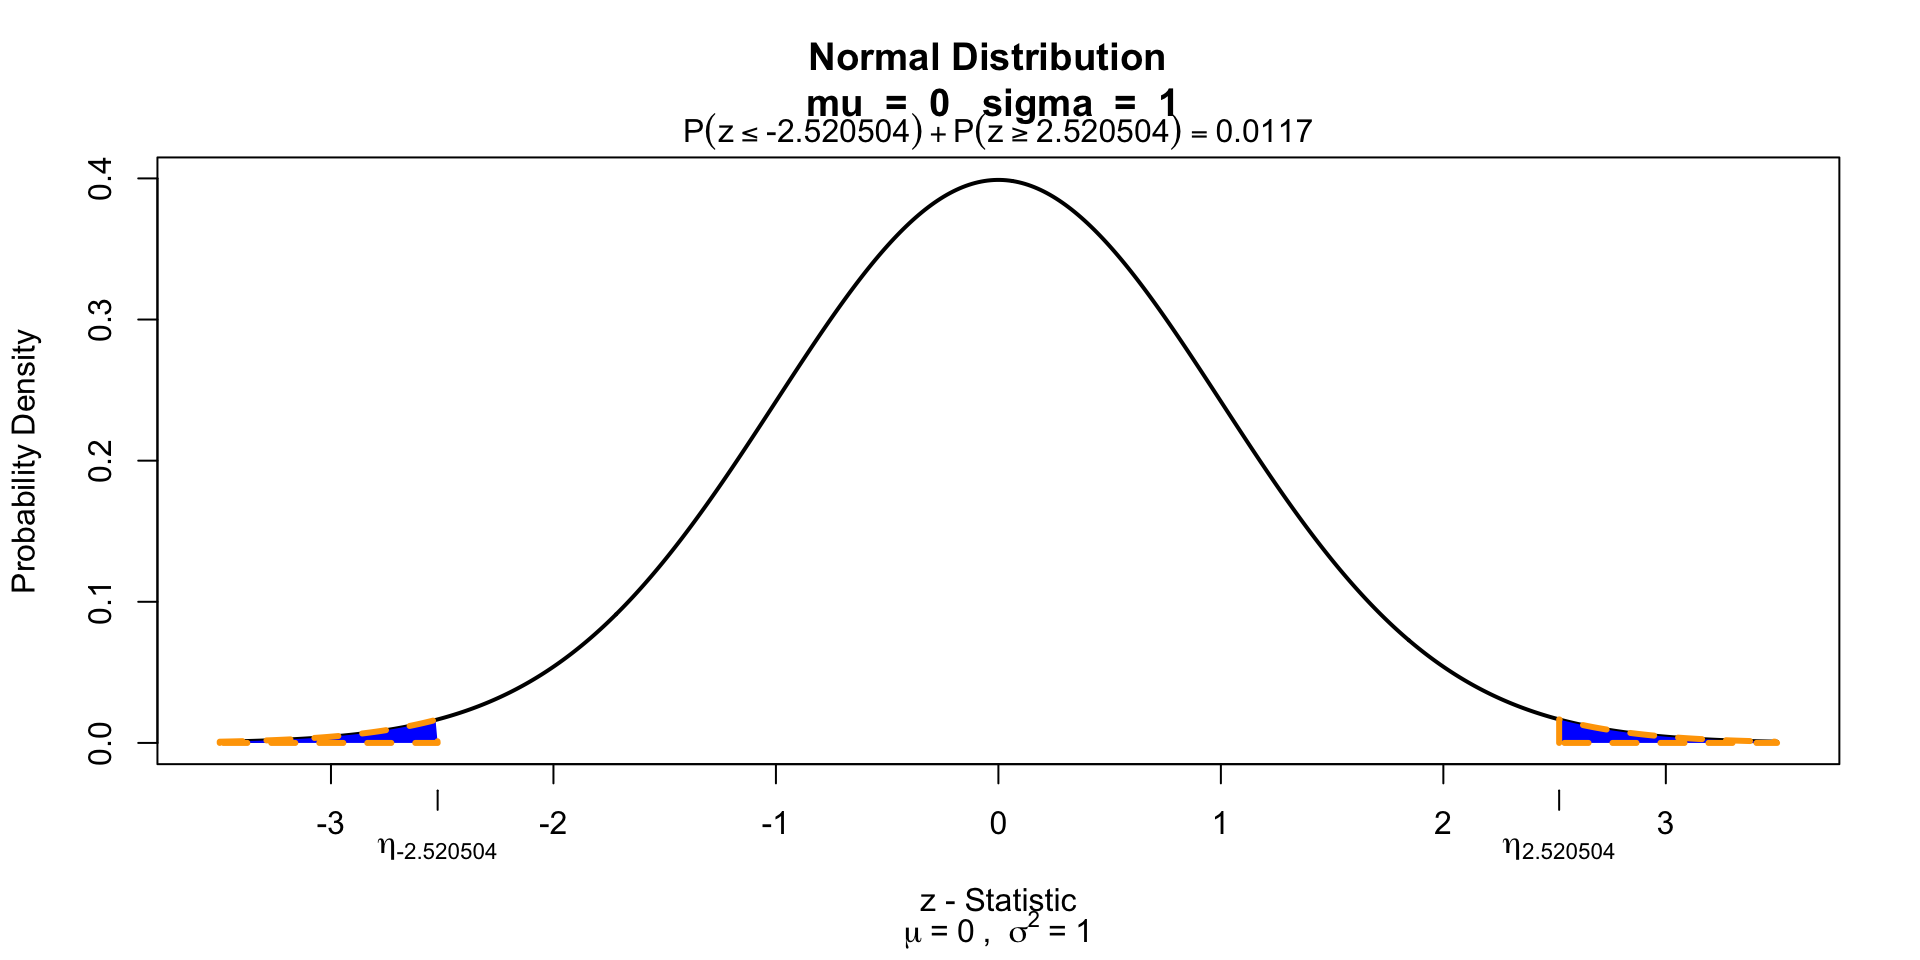 Normal Distribution
mu = 0 sigma = 1
P(z ≤ -2.520504) + P(z ≥ 2.520504) = 0.0117
Probability Density
0.4
0.3
0.2
0.1
0.0
-3 -2 -1 0 1 2 3
η-2.520504 η2.520504
z - Statistic
μ = 0 , σ² = 1